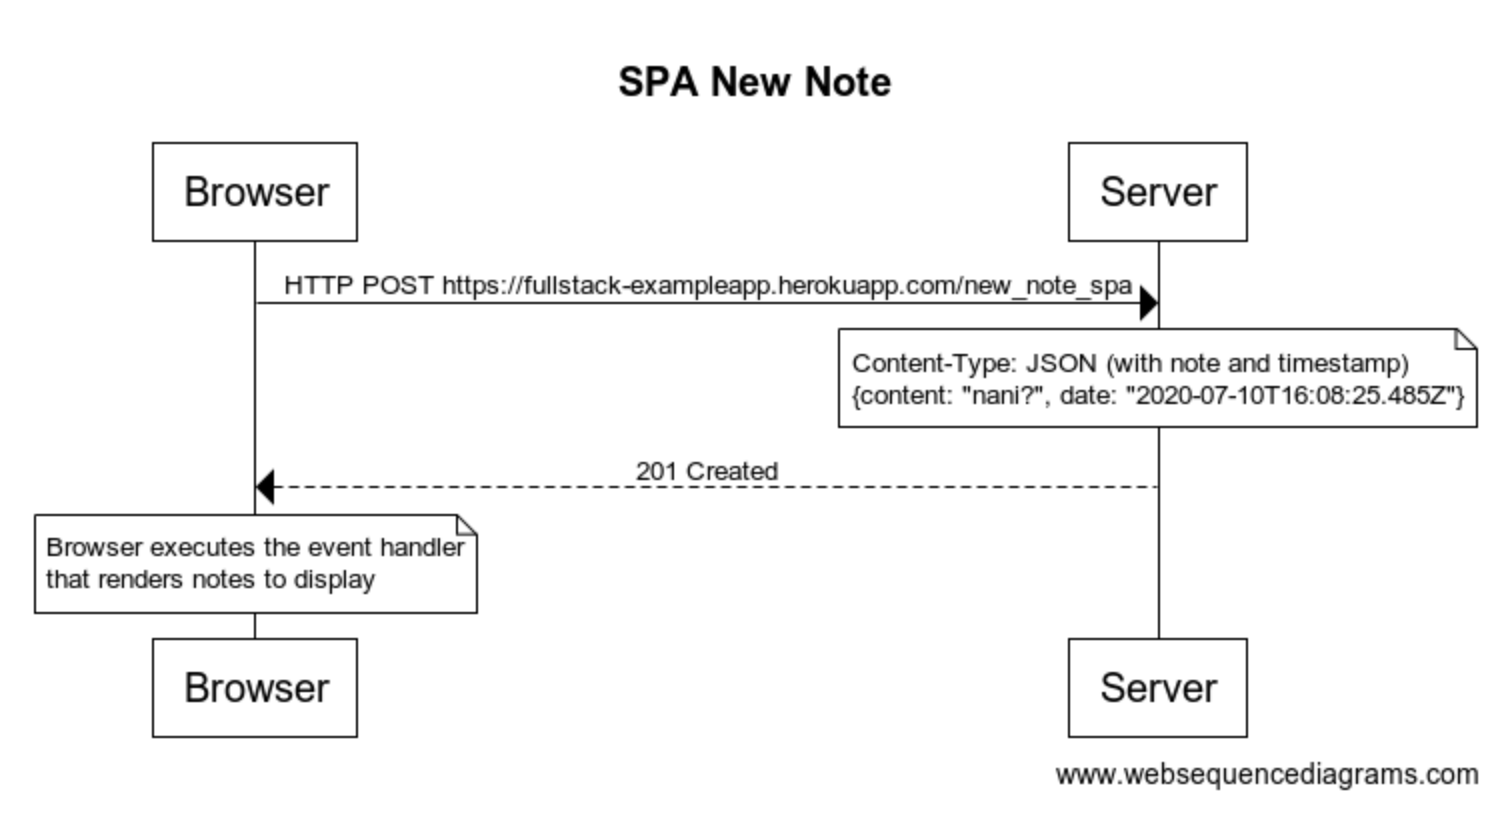 SPA New Note
Browser
Server
HTTP POST https://fullstack-exampleapp.herokuapp.com/new_note_spa
Content-Type: JSON (with note and timestamp)
{content: "nani?", date: "2020-07-10T16:08:25.485Z"}
201 Created
Browser executes the event handler
that renders notes to display
Browser
Server
www.websequencediagrams.com